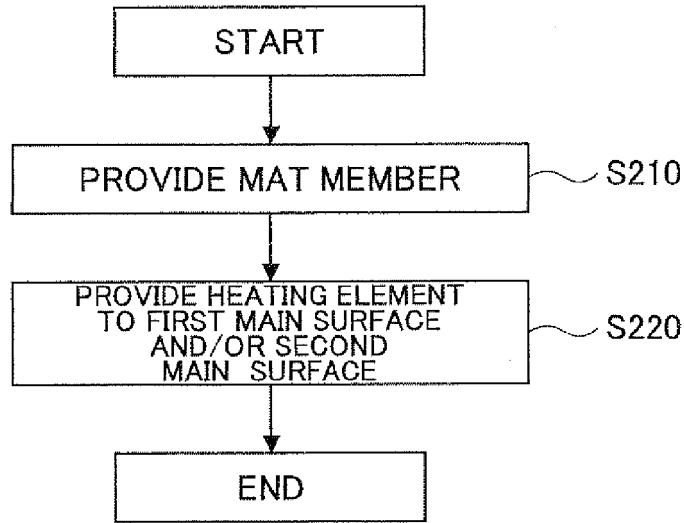 START
PROVIDE MAT MEMBER
S210
PROVIDE HEATING ELEMENT
TO FIRST MAIN SURFACE
AND/OR SECOND
MAIN SURFACE
S220
END